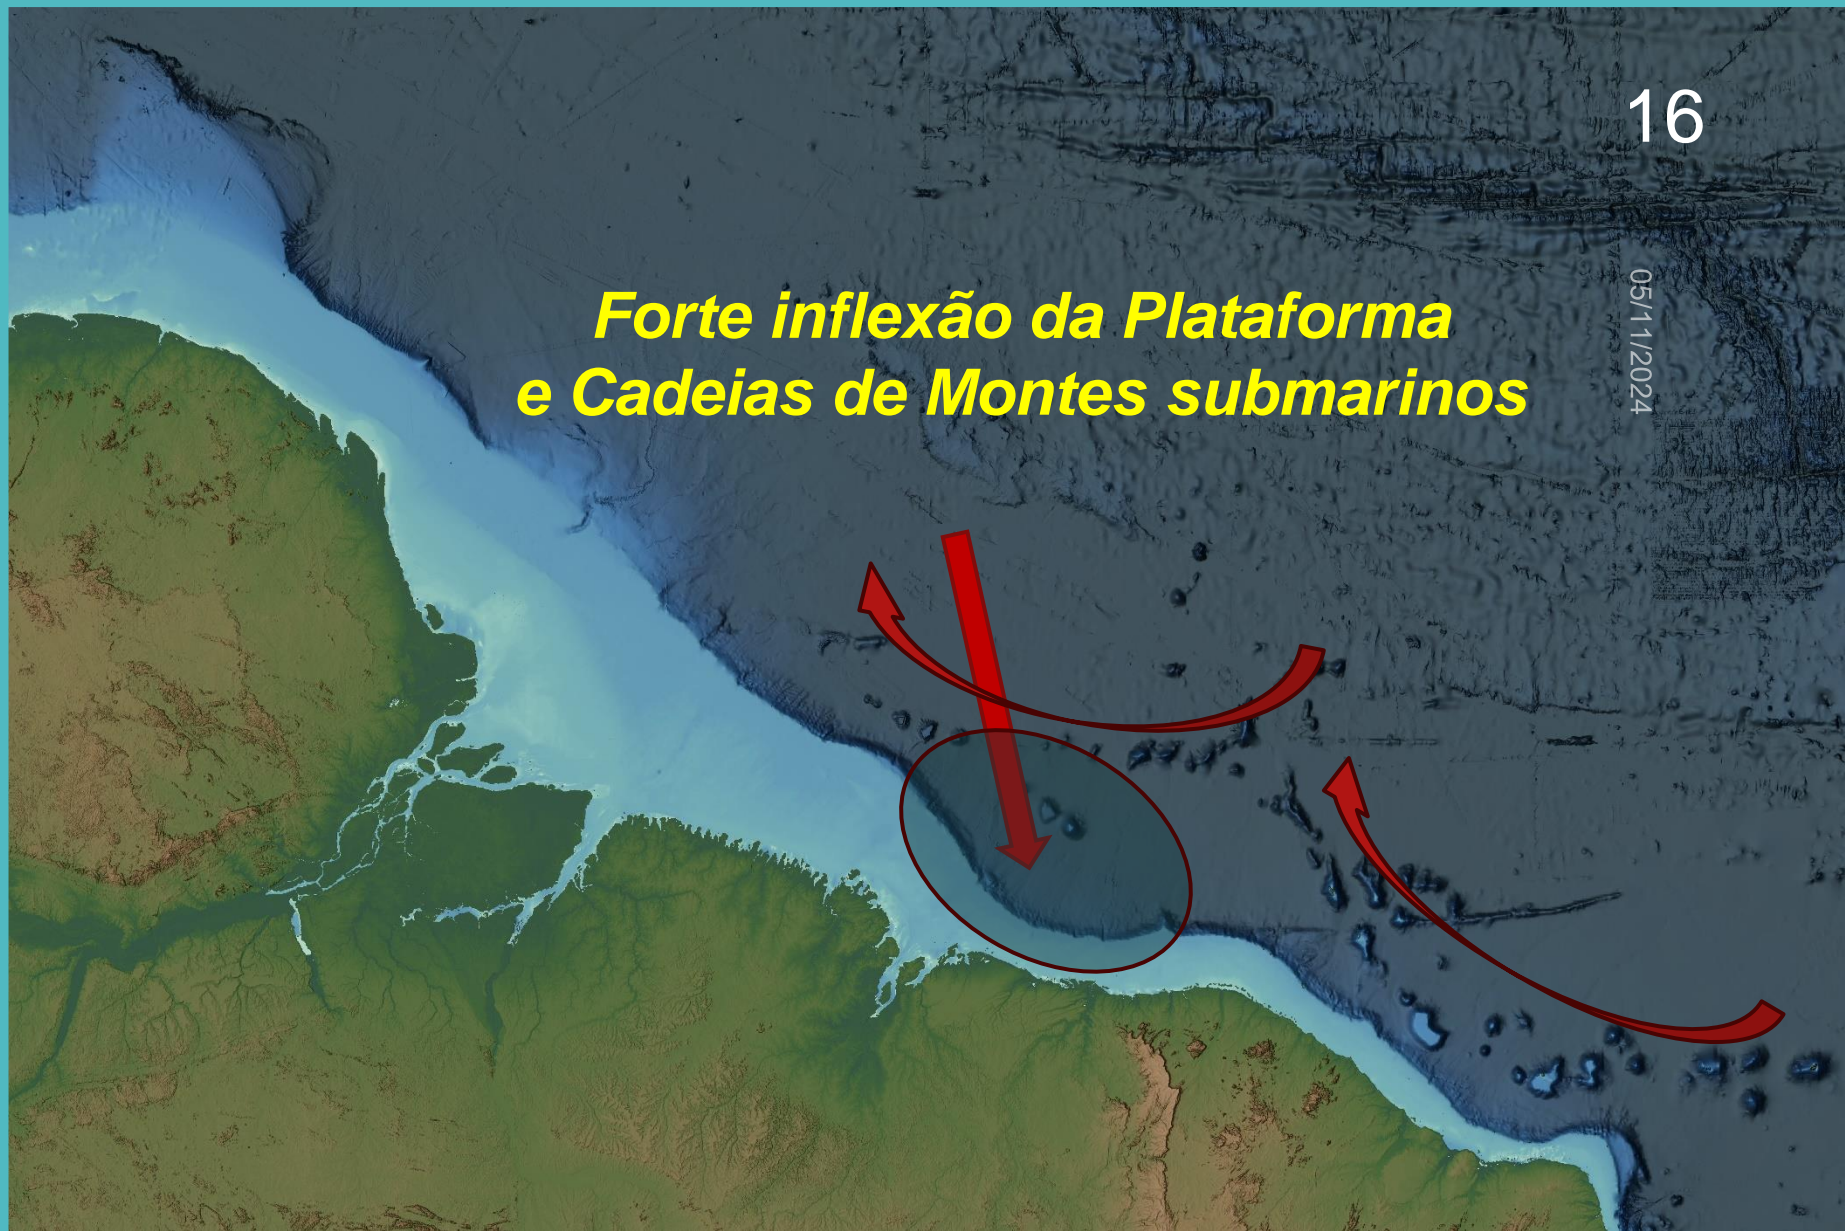 16
Forte inflexão da Plataforma
e Cadeias de Montes submarinos
05/11/2024